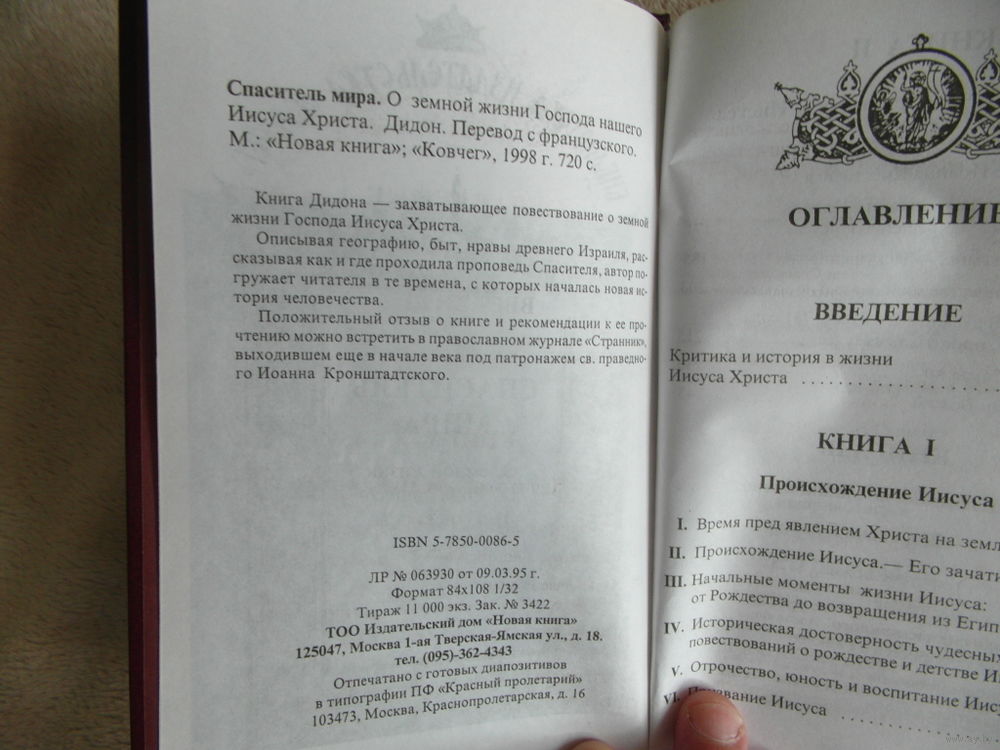 Спаситель мира. О земной жизни Господа нашего
Иисуса Христа. Дидон. Перевод с французского.
М.: «Новая книга»; «Ковчег», 1998 г. 720 с.
Книга Дидона — захватывающее повествование о земной
жизни Господа Иисуса Христа.
Описывая географию, быт, нравы древнего Израиля, рас-
сказывая как и где проходила проповедь Спасителя, автор по-
гружает читателя в те времена, с которых началась новая ис-
тория человечества.
Положительный отзыв о книге и рекомендации к ее про-
чтению можно встретить в православном журнале «Странник»,
выходившем еще в начале века под патронажем св. праведно-
го Иоанна Кронштадтского.
ISBN 5-7850-0086-5
ЛР № 063930 от 09.03.95 г.
Формат 84х108 1/32
Тираж 11 000 экз. Зак. № 3422
ТОО Издательский дом «Новая книга»
125047, Москва 1-ая Тверская-Ямская ул., д. 18.
тел. (095)-362-4343
Отпечатано с готовых диапозитивов
в типографии ПФ «Красный пролетарий»
103473, Москва, Краснопролетарская, д. 16
ОГЛАВЛЕНИЕ
ВВЕДЕНИЕ
Критика и история в жизни
Иисуса Христа . . . . . . . . . . . . . . . . .
КНИГА I
Происхождение Иисуса
I. Время пред явлением Христа на земл
II. Происхождение Иисуса.— Его зачати
III. Начальные моменты жизни Иисуса:
от Рождества до возвращения из Егип
IV. Историческая достоверность чудесных
повествований о рождестве и детстве И
V. Отрочество, юность и воспитание Иису
VI. Призвание Иисуса . . . . . . . . .